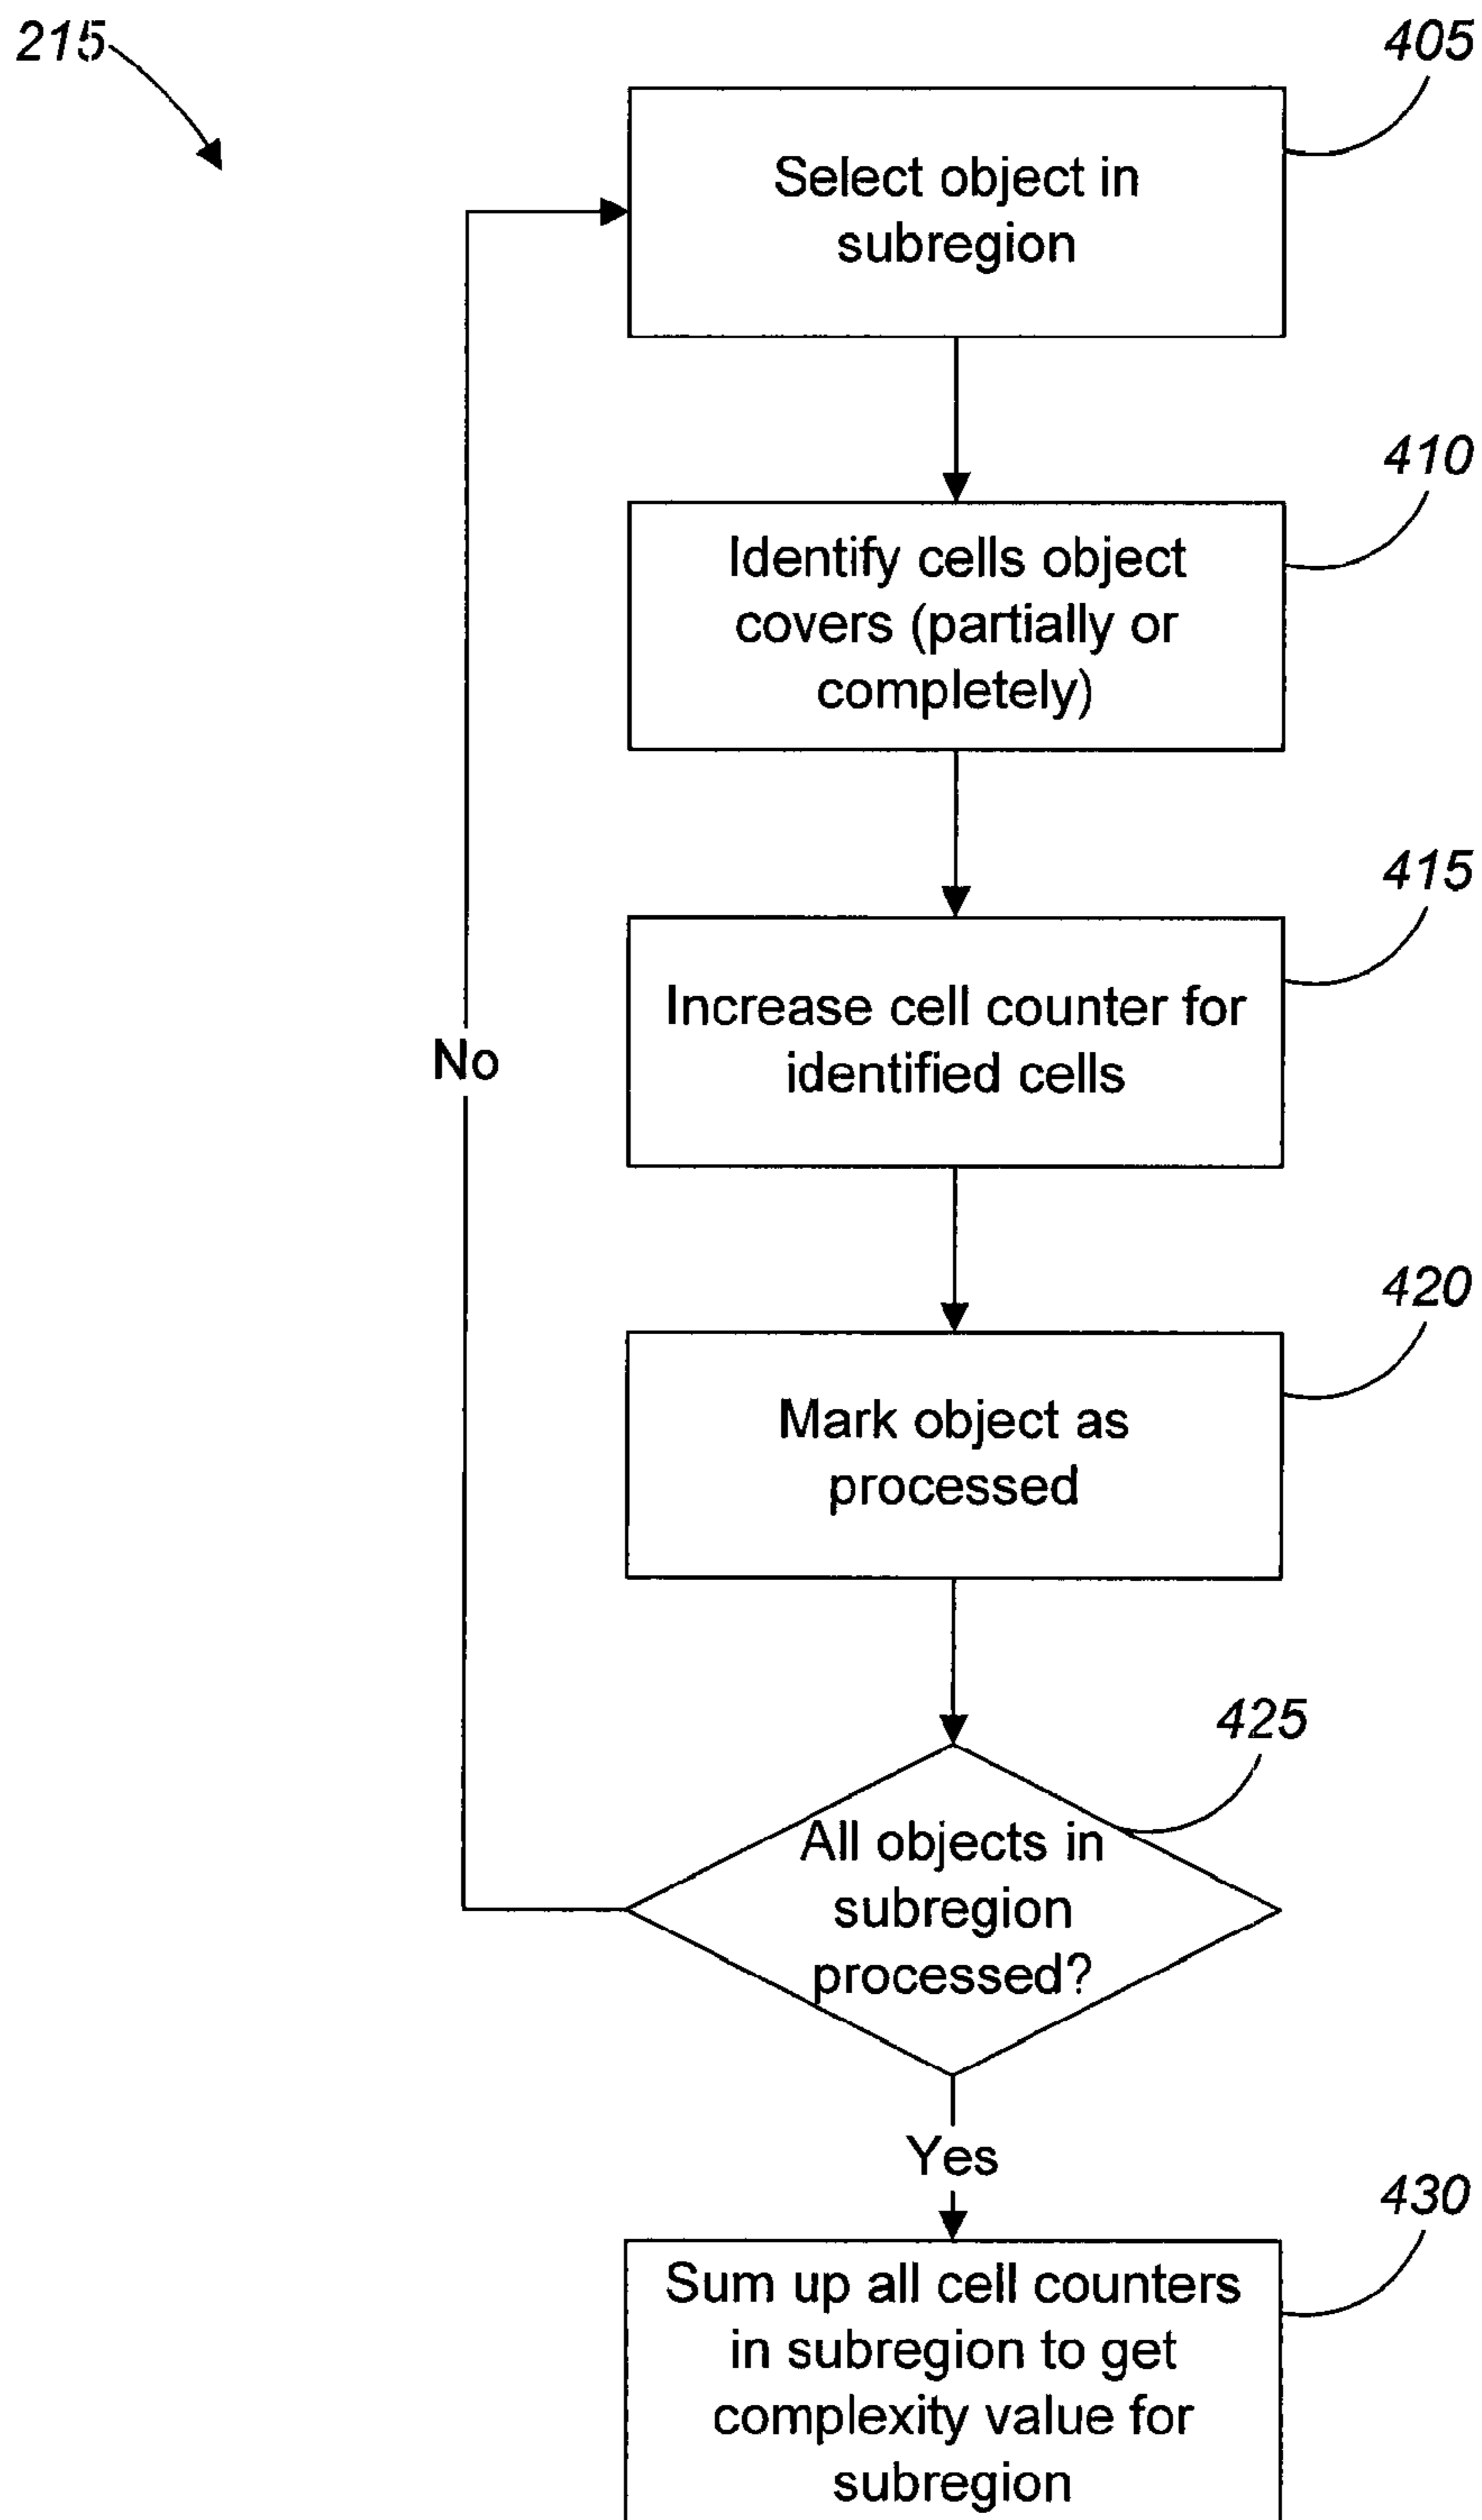 215
405
Select object in
subregion
410
Identify cells object
covers (partially or
completely)
415
Increase cell counter for
identified cells
No
420
Mark object as
processed
425
All objects in
subregion
processed?
Yes
430
Sum up all cell counters
in subregion to get
complexity value for
subregion